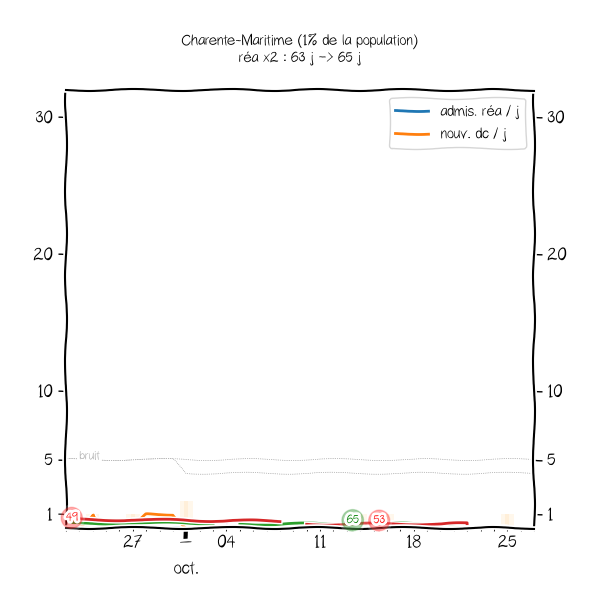 Charente-Maritime (1% de la population)
réa x2 : 63 j -> 65 j
admis. réa / j
nouv. dc / j
30 30
20 20
10 10
5 bruit 5
1 49 65 53 1
27 1 04 11 18 25
oct.